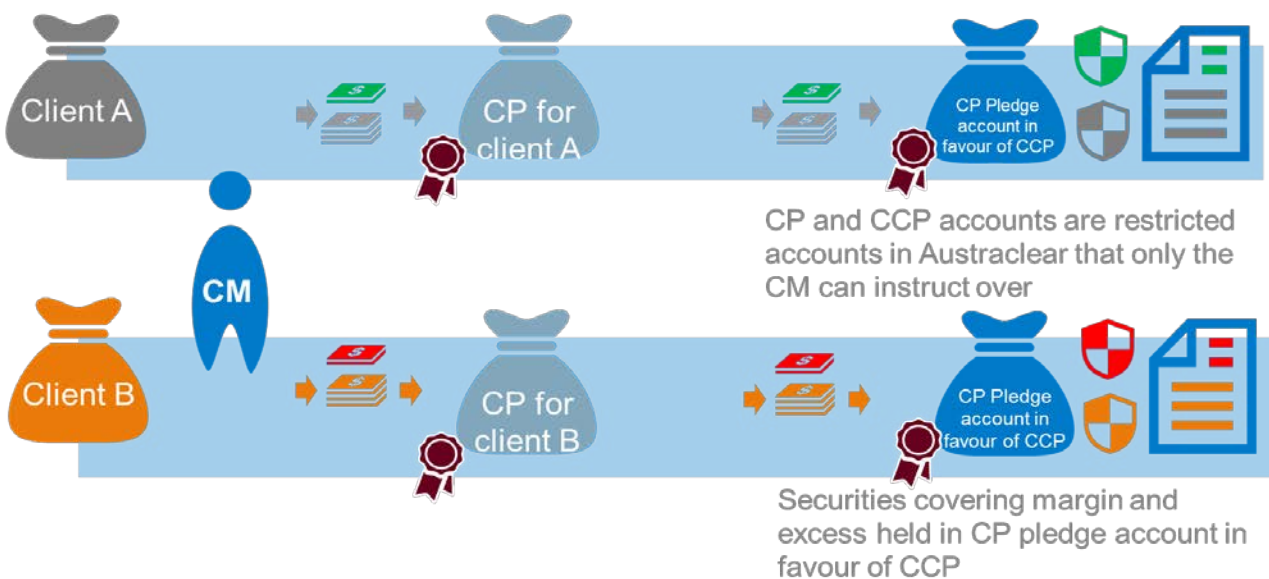 Client A
CP for
client A
CP Pledge
account in
favour of CCP
CP and CCP accounts are restricted
accounts in Austraclear that only the
CM can instruct over
CM
Client B
CP for
client B
CP Pledge
account in
favour of CCP
Securities covering margin and
excess held in CP pledge account in
favour of CCP